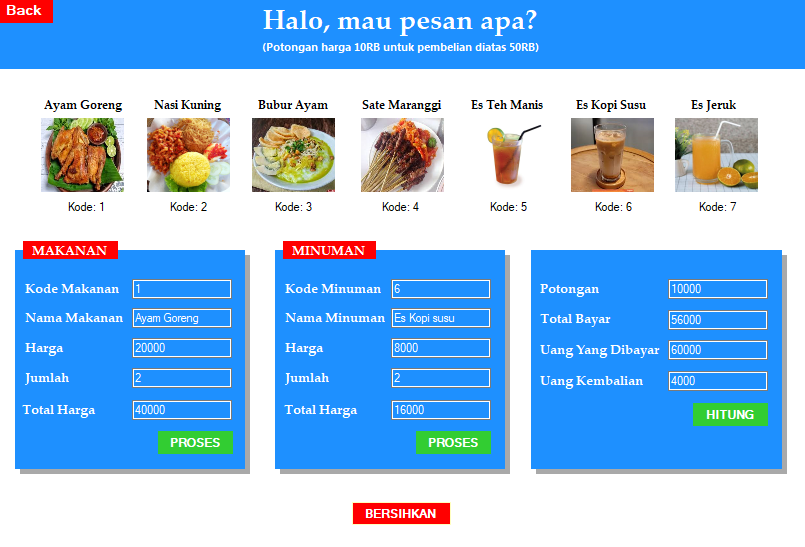 Back
Halo, mau pesan apa?
(Potongan harga 10RB untuk pembelian diatas 50RB)
Ayam Goreng Nasi Kuning Bubur Ayam Sate Maranggi Es Teh Manis Es Kopi Susu Es Jeruk
Kode: 1 Kode: 2 Kode: 3 Kode: 4 Kode: 5 Kode: 6 Kode: 7
MAKANAN
Kode Makanan 1
Nama Makanan Ayam Goreng
Harga 20000
Jumlah 2
Total Harga 40000
PROSES
MINUMAN
Kode Minuman 6
Nama Minuman Es Kopi susu
Harga 8000
Jumlah 2
Total Harga 16000
PROSES
Potongan 10000
Total Bayar 56000
Uang Yang Dibayar 60000
Uang Kembalian 4000
HITUNG
BERSIHKAN